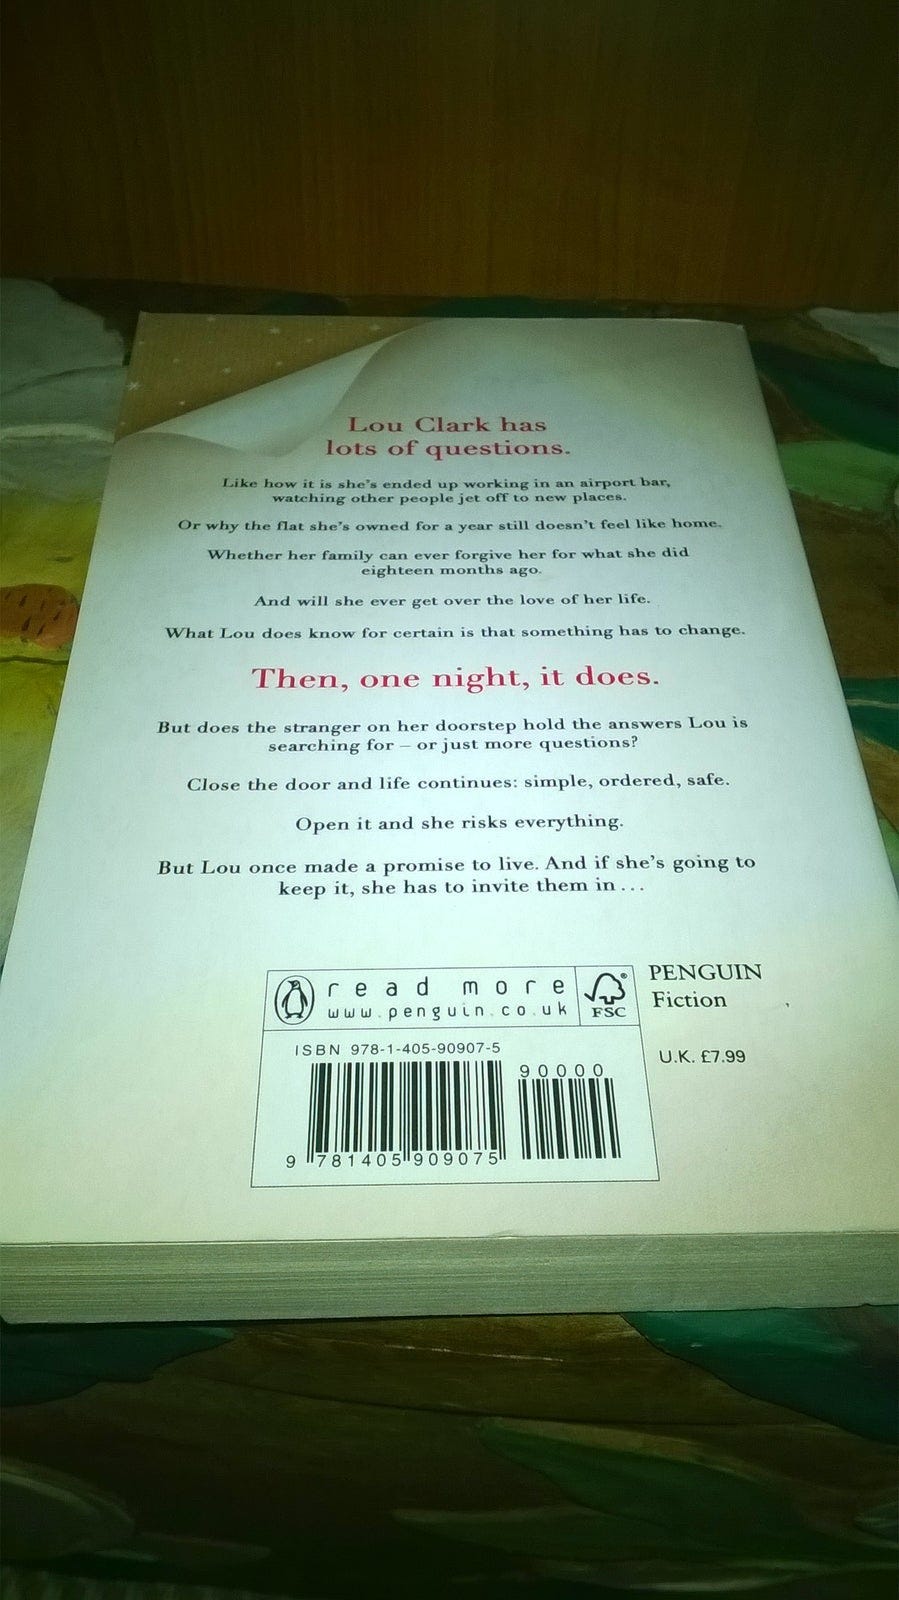 Lou Clark has
lots of questions.
Like how it is she's ended up working in an airport bar,
watching other people jet off to new places.
Or why the flat she's owned for a year still doesn't feel like home.
Whether her family can ever forgive her for what she did
eighteen months ago.
And will she ever get over the love of her life.
What Lou does know for certain is that something has to change.
Then, one night, it does.
But does the stranger on her doorstep hold the answers Lou is
searching for – or just more questions?
Close the door and life continues: simple, ordered, safe.
Open it and she risks everything.
But Lou once made a promise to live. And if she's going to
keep it, she has to invite them in ...
read more
www.penguin.co.uk
FSC
®
PENGUIN
Fiction
U.K. £7.99
ISBN 978-1-405-90907-5
90000
9 781405 909075